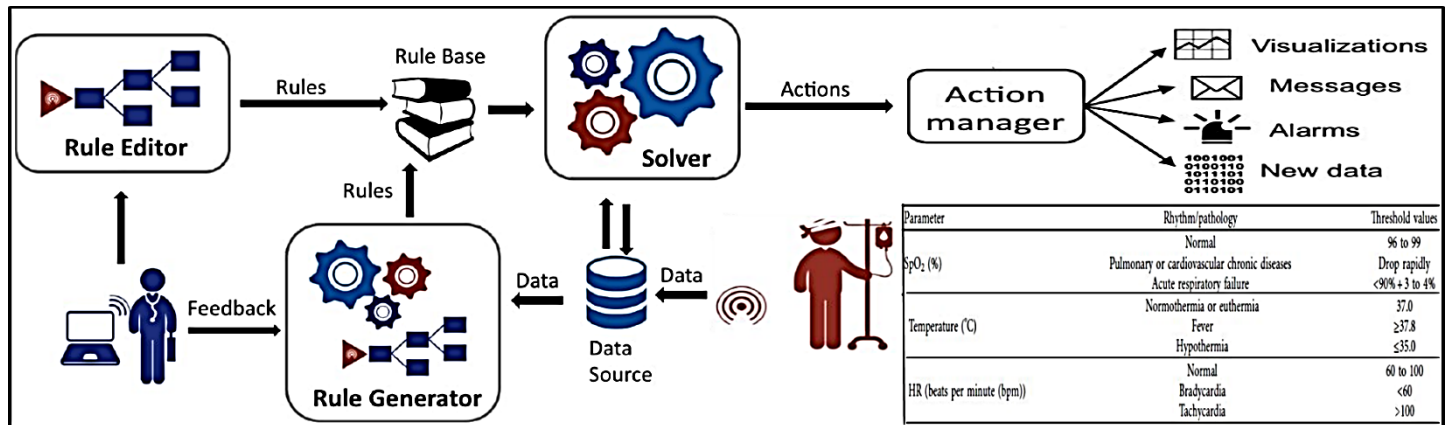 Rule Editor
Rules
Rule Base
Solver
Actions
Action
manager
Visualizations
Messages
Alarms
New data
1001001
0100110
1011101
0110100
0110101
Rules
Feedback
Rule Generator
Data
Data
Source
Data
Parameter Rhythm/pathology Threshold values
Normal 96 to 99
SpO₂ (%) Pulmonary or cardiovascular chronic diseases Drop rapidly
Acute respiratory failure <90% + 3 to 4%
Normothermia or euthermia 37.0
Temperature (°C) Fever ≥37.8
Hypothermia ≤35.0
Normal 60 to 100
HR (beats per minute (bpm)) Bradycardia <60
Tachycardia >100